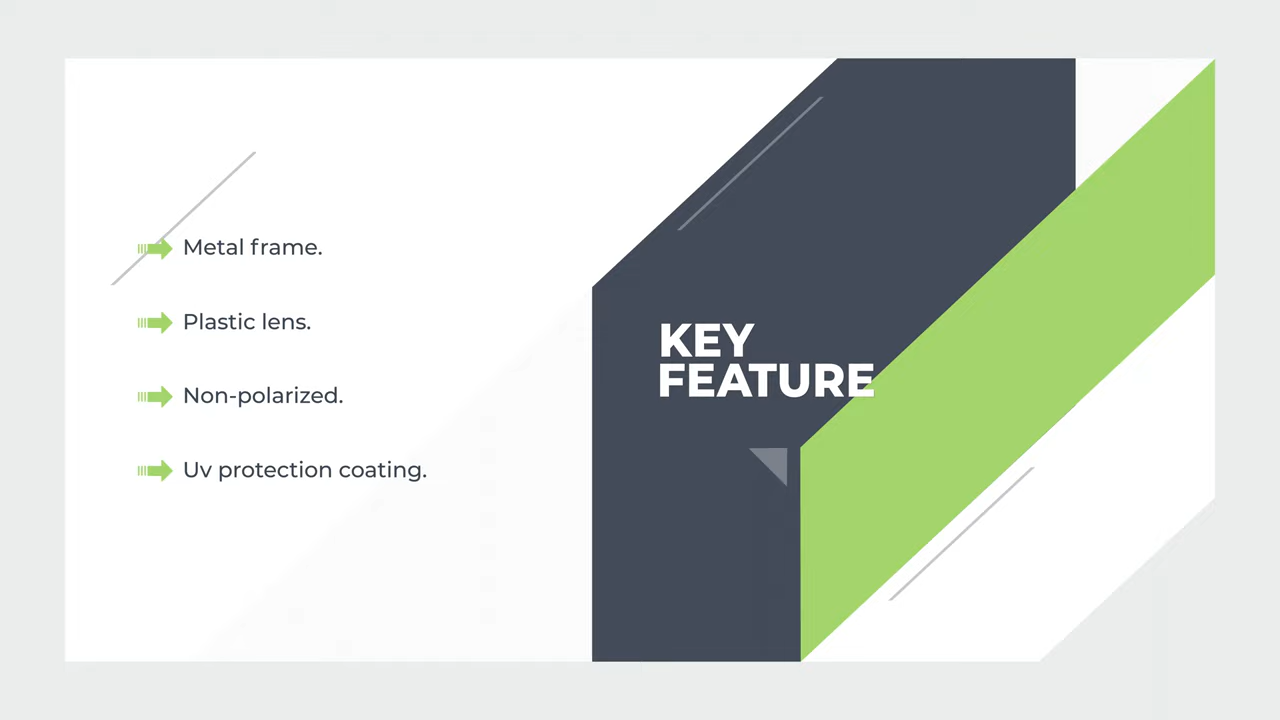 Metal frame.
Plastic lens.
Non-polarized.
Uv protection coating.
KEY
FEATURE